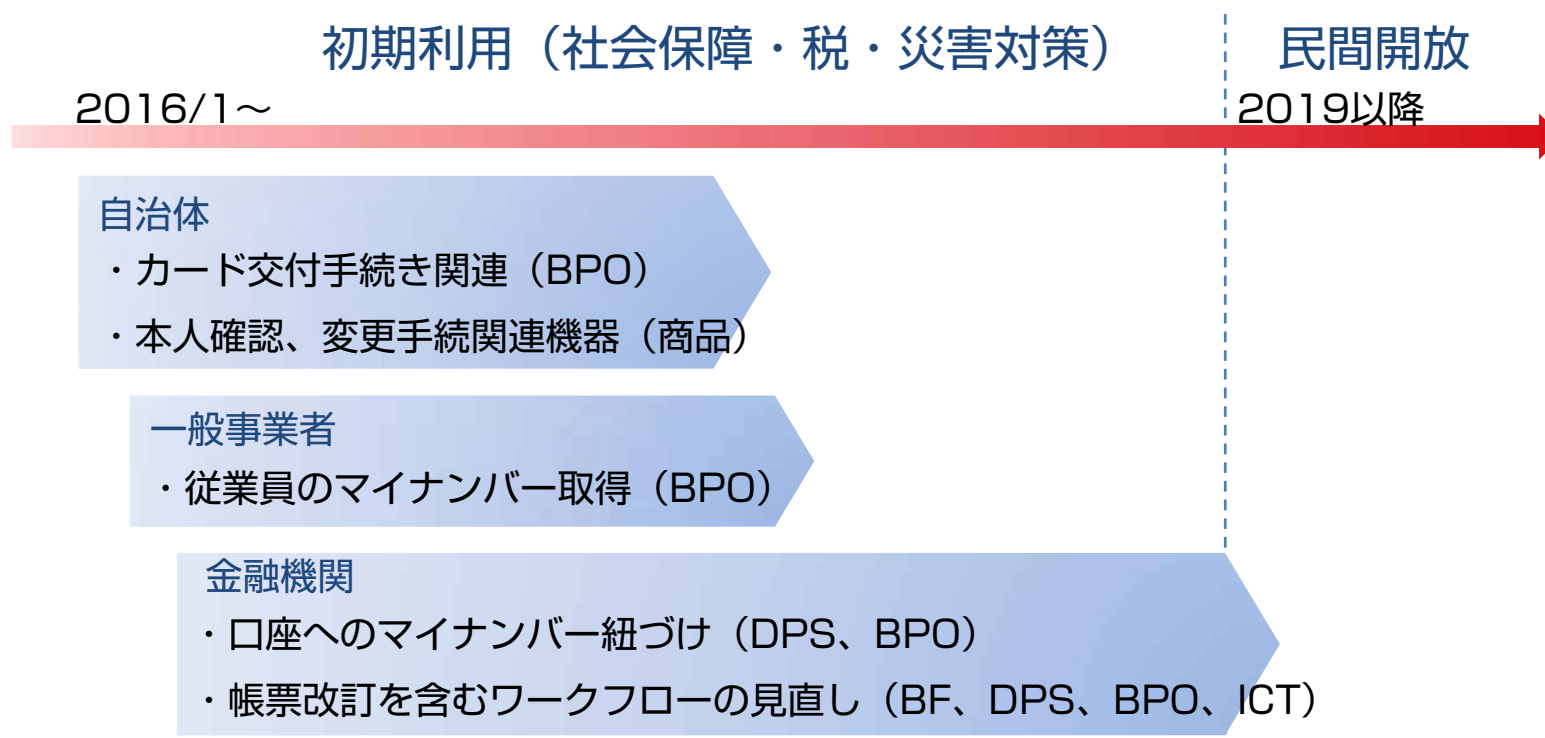 初期利用（社会保障・税・災害対策）
民間開放
2016/1～
2019以降
自治体
・カード交付手続き関連（BPO）
・本人確認、変更手続関連機器（商品）
一般事業者
・従業員のマイナンバー取得（BPO）
金融機関
・口座へのマイナンバー紐づけ（DPS、BPO）
・帳票改訂を含むワークフローの見直し（BF、DPS、BPO、ICT）